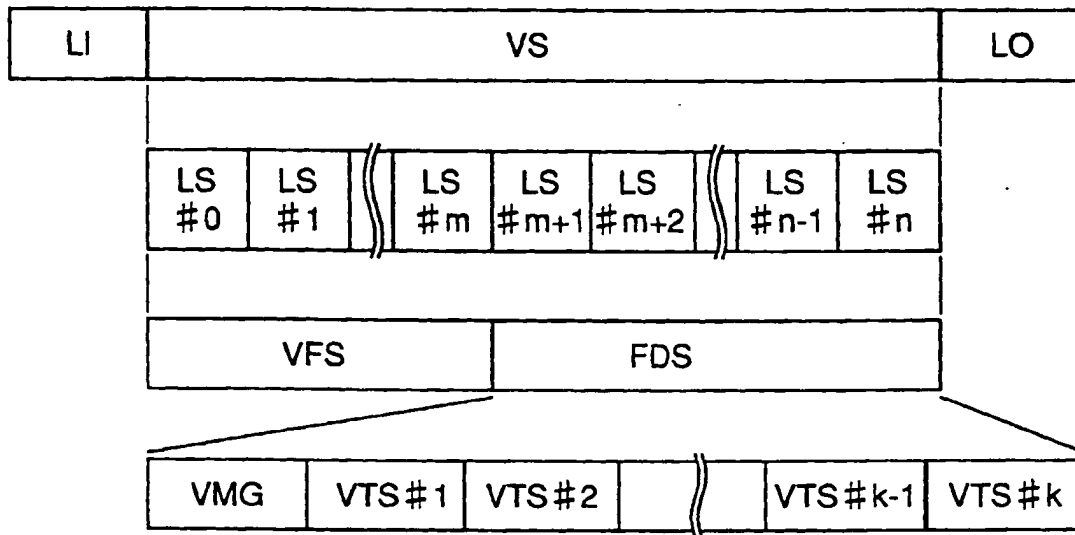 LI VS LO
LS LS LS LS LS LS LS
#0 #1 #m #m+1 #m+2 #n-1 #n
VFS FDS
VMG VTS#1 VTS#2 VTS#k-1 VTS#k